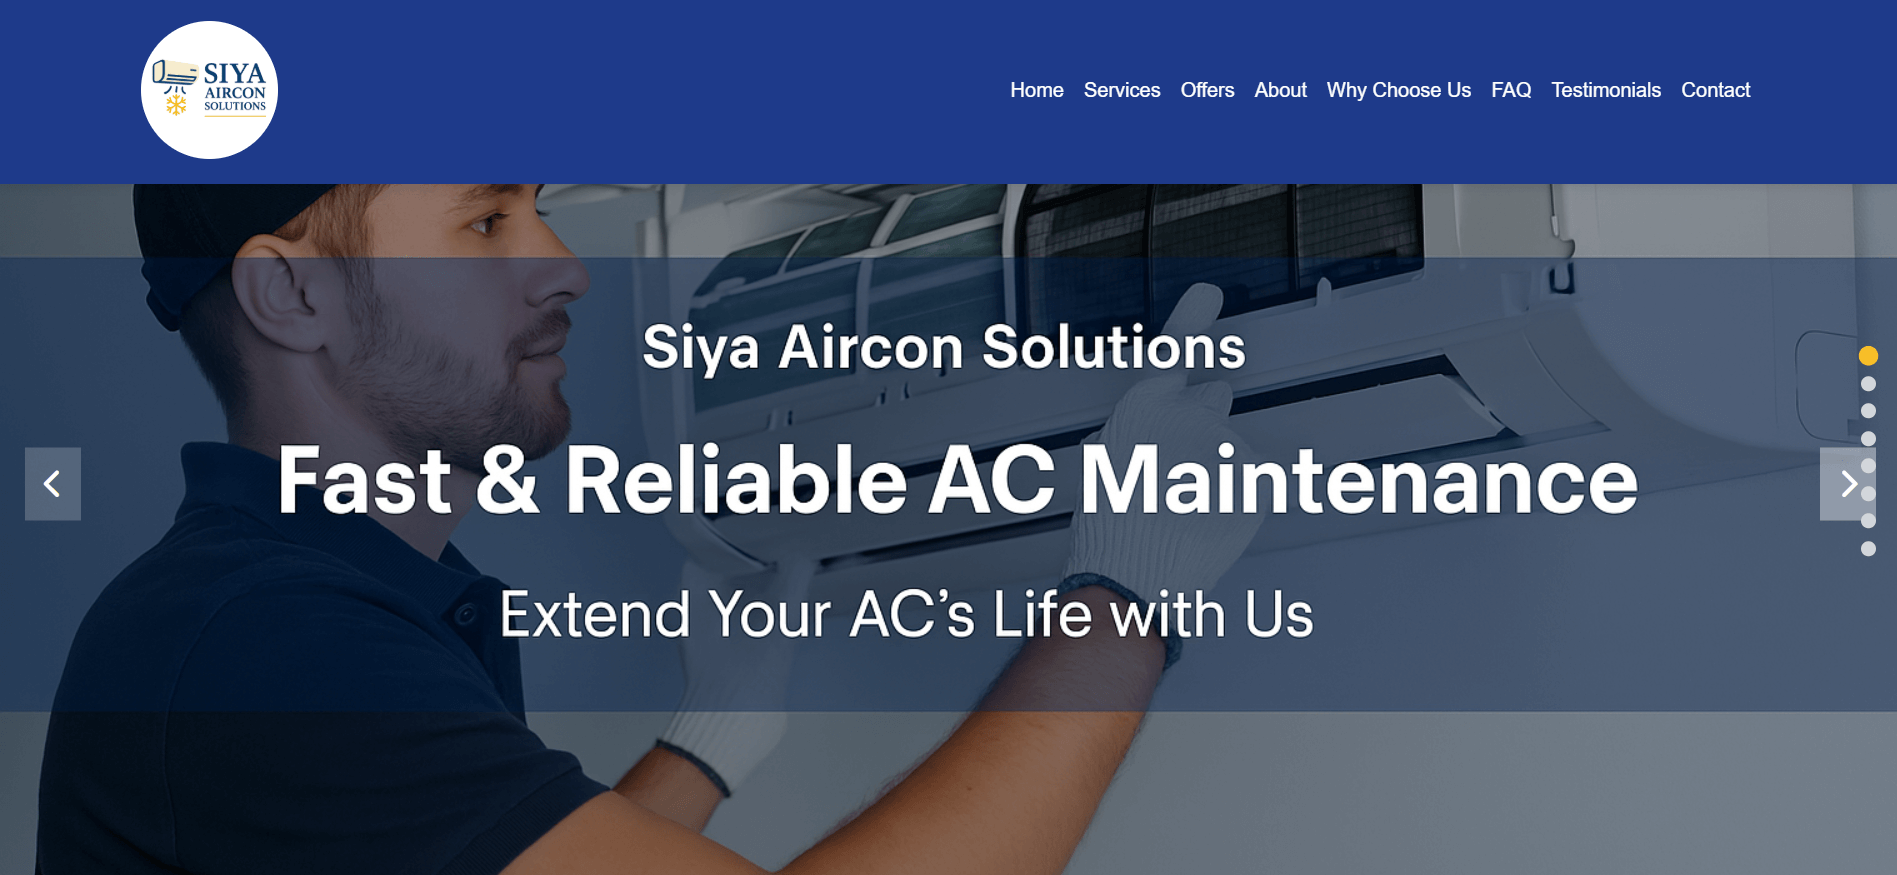 SIYA
AIRCON
SOLUTIONS
Home Services Offers About Why Choose Us FAQ Testimonials Contact
Siya Aircon Solutions
Fast & Reliable AC Maintenance
Extend Your AC’s Life with Us